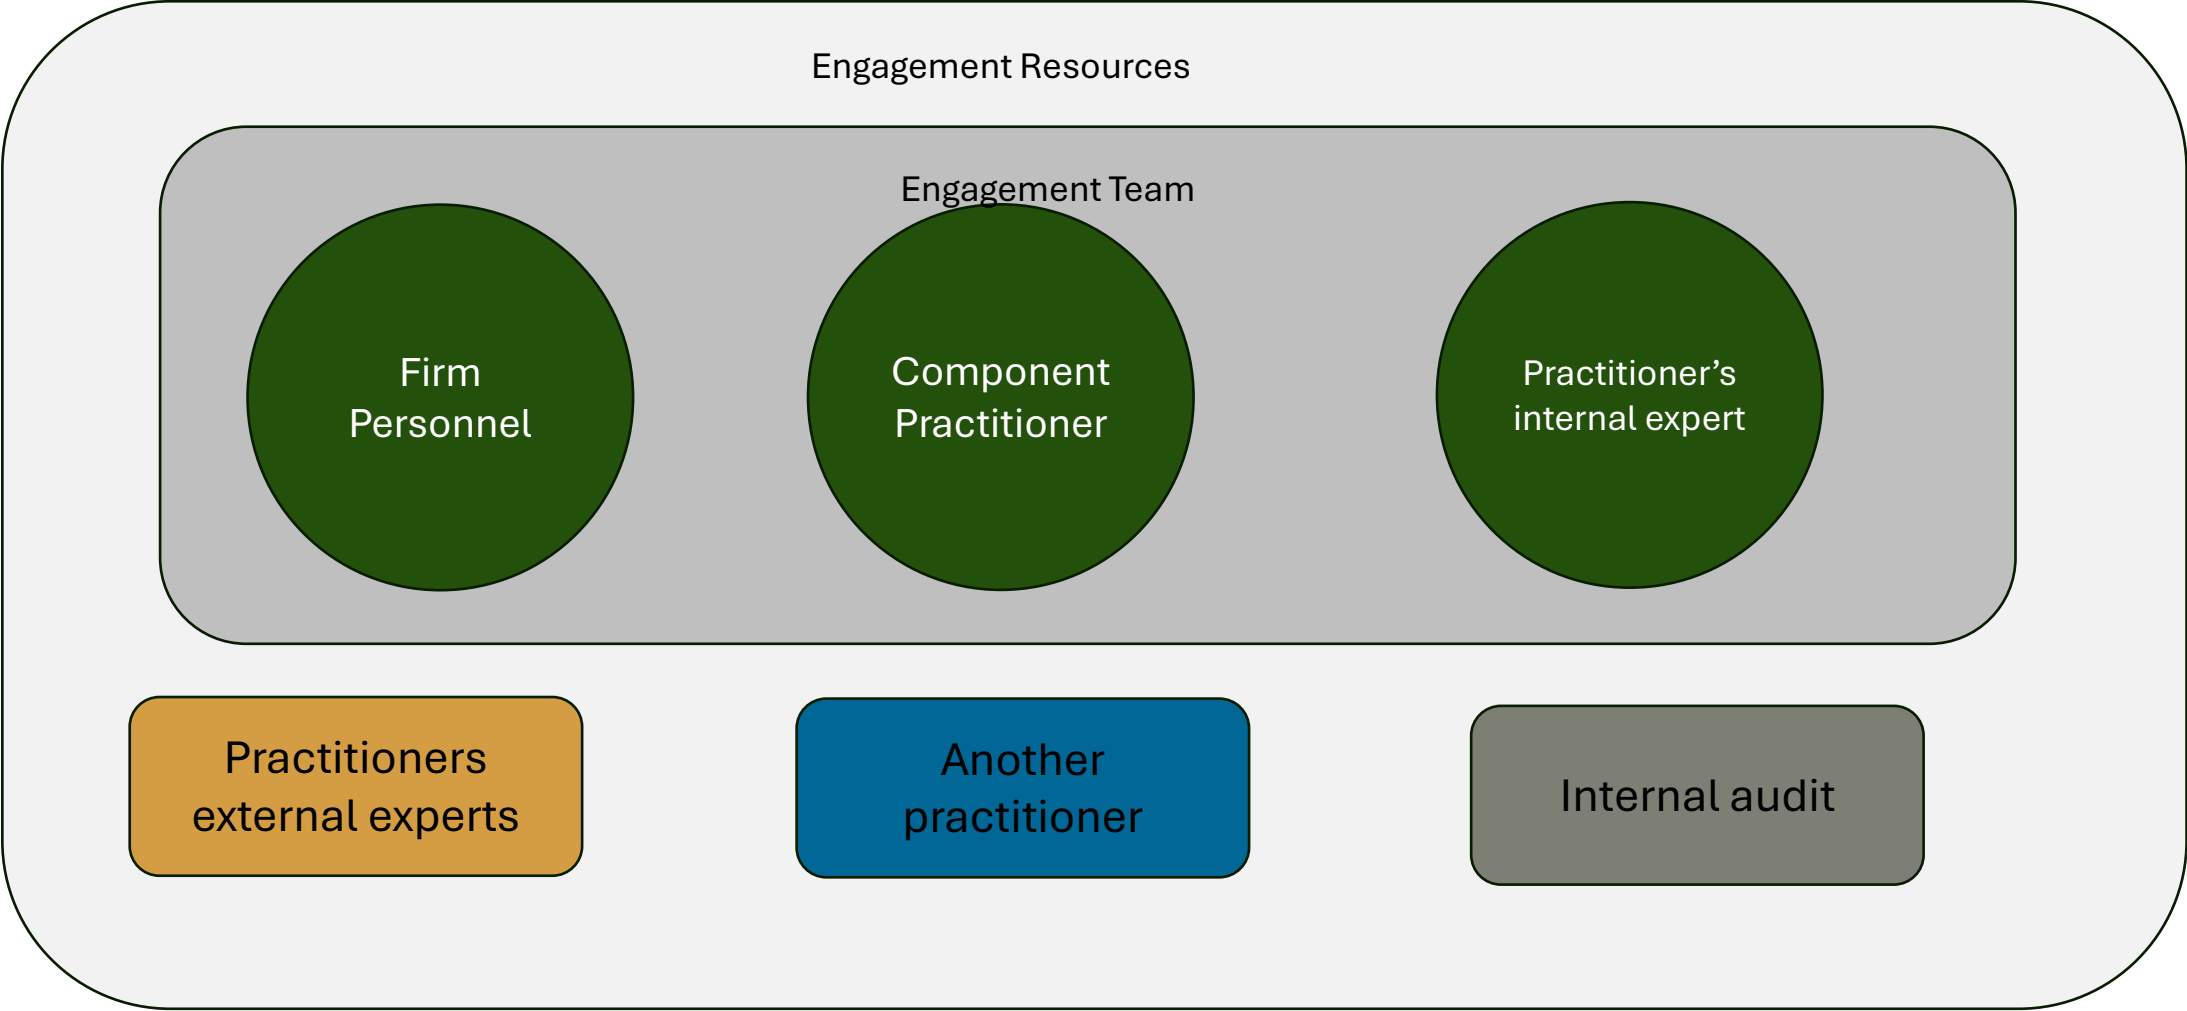 Engagement Resources
Engagement Team
Firm
Personnel
Component
Practitioner
Practitioner’s
internal expert
Practitioners
external experts
Another
practitioner
Internal audit